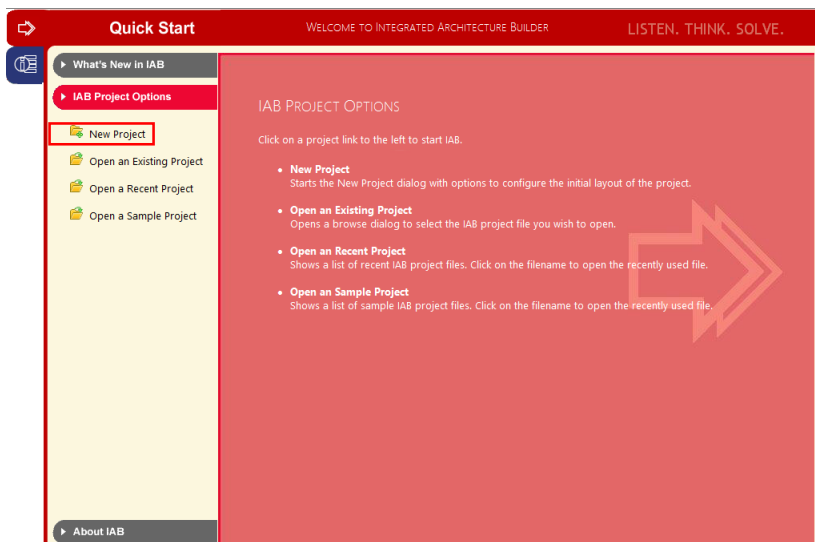 Quick Start
WELCOME TO INTEGRATED ARCHITECTURE BUILDER
LISTEN. THINK. SOLVE.
What's New in IAB
IAB Project Options
New Project
Open an Existing Project
Open a Recent Project
Open a Sample Project
About IAB
IAB PROJECT OPTIONS
Click on a project link to the left to start IAB.
• New Project
Starts the New Project dialog with options to configure the initial layout of the project.
• Open an Existing Project
Opens a browse dialog to select the IAB project file you wish to open.
• Open an Recent Project
Shows a list of recent IAB project files. Click on the filename to open the recently used file.
• Open an Sample Project
Shows a list of sample IAB project files. Click on the filename to open the recently used file.